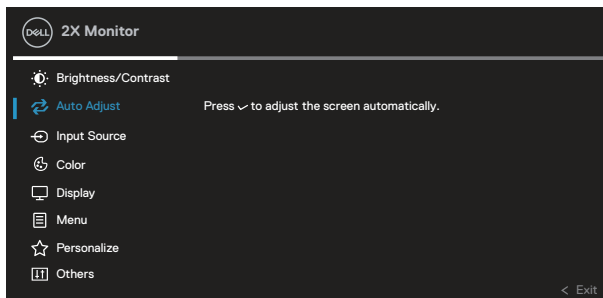 DELL 2X Monitor
Brightness/Contrast
Auto Adjust Press ✓ to adjust the screen automatically.
Input Source
Color
Display
Menu
Personalize
Others
< Exit